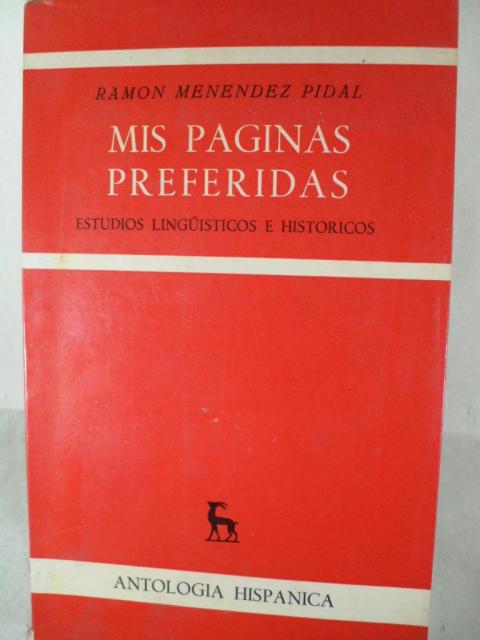 RAMON MENENDEZ PIDAL
MIS PAGINAS
PREFERIDAS
ESTUDIOS LINGÜISTICOS E HISTORICOS
ANTOLOGIA HISPANICA